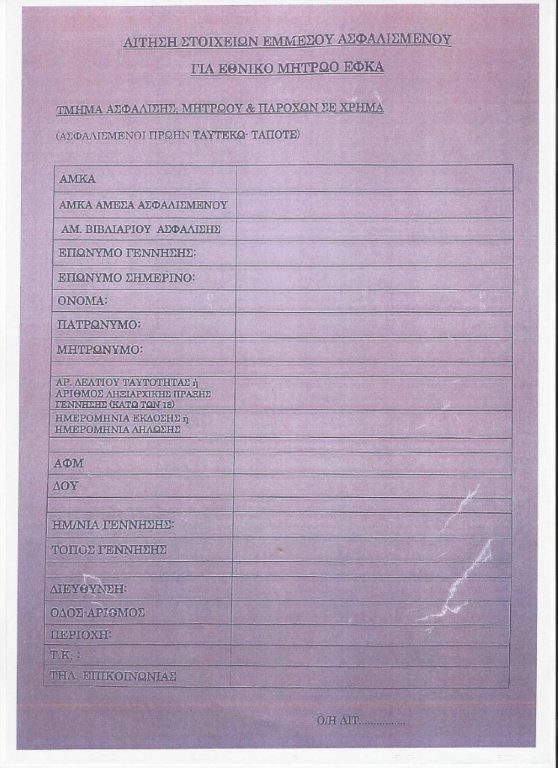 ΑΙΤΗΣΗ ΣΤΟΙΧΕΙΩΝ ΕΜΜΕΣΟΥ ΑΣΦΑΛΙΣΜΕΝΟΥ
ΓΙΑ ΕΘΝΙΚΟ ΜΗΤΡΩΟ ΕΦΚΑ
ΤΜΗΜΑ ΑΣΦΑΛΙΣΗΣ, ΜΗΤΡΩΟΥ & ΠΑΡΟΧΩΝ ΣΕ ΧΡΗΜΑ
(ΑΣΦΑΛΙΣΜΕΝΟΙ ΠΡΩΗΝ ΤΑΥΤΕΚΩ- ΤΑΠΟΤΕ)
ΑΜΚΑ
ΑΜΚΑ ΑΜΕΣΑ ΑΣΦΑΛΙΣΜΕΝΟΥ
ΑΜ. ΒΙΒΛΙΑΡΙΟΥ ΑΣΦΑΛΙΣΗΣ
ΕΠΩΝΥΜΟ ΓΕΝΝΗΣΗΣ:
ΕΠΩΝΥΜΟ ΣΗΜΕΡΙΝΟ:
ΟΝΟΜΑ:
ΠΑΤΡΩΝΥΜΟ:
ΜΗΤΡΩΝΥΜΟ:
ΑΡ. ΔΕΛΤΙΟΥ ΤΑΥΤΟΤΗΤΑΣ ή
ΑΡΙΘΜΟΣ ΛΗΞΙΑΡΧΙΚΗΣ ΠΡΑΞΗΣ
ΓΕΝΝΗΣΗΣ (ΚΑΤΩ ΤΩΝ 18)
ΗΜΕΡΟΜΗΝΙΑ ΕΚΔΟΣΗΣ ή
ΗΜΕΡΟΜΗΝΙΑ ΔΗΛΩΣΗΣ
ΑΦΜ
ΔΟΥ
ΗΜ/ΝΙΑ ΓΕΝΝΗΣΗΣ:
ΤΟΠΟΣ ΓΕΝΝΗΣΗΣ
ΔΙΕΥΘΥΝΣΗ:
ΟΔΟΣ-ΑΡΙΘΜΟΣ
ΠΕΡΙΟΧΗ:
Τ.Κ. :
ΤΗΛ. ΕΠΙΚΟΙΝΩΝΙΑΣ
Ο/Η ΑΙΤ................